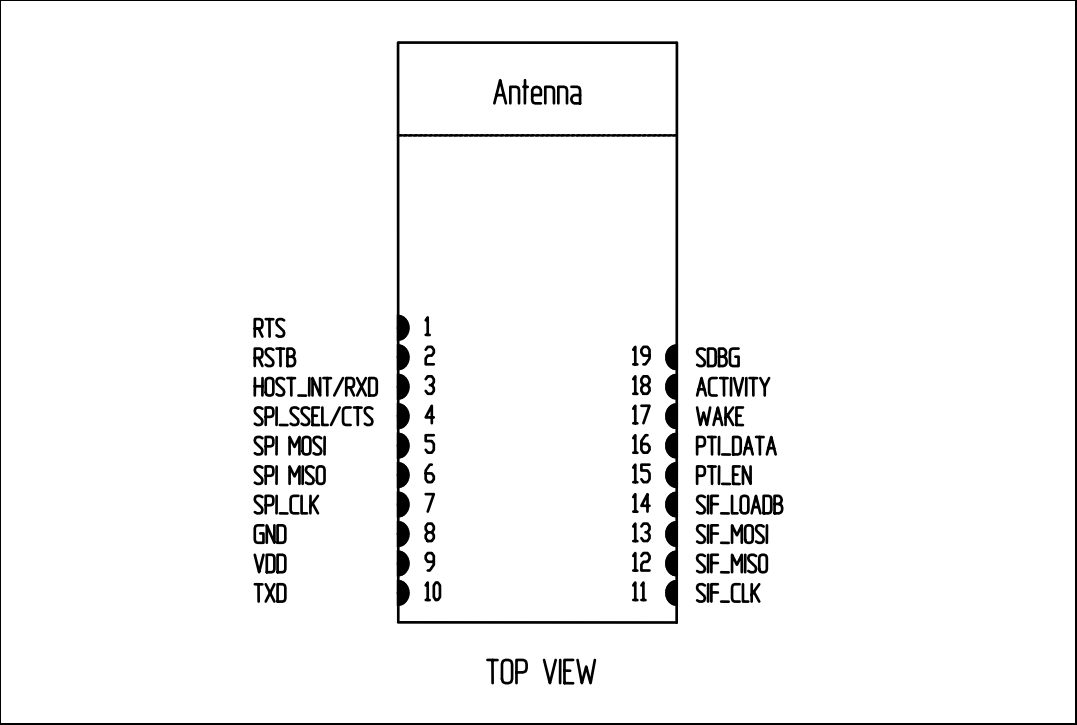 Antenna
RTS 1
RSTB 2 19 SDBG
HOST_INT/RXD 3 18 ACTIVITY
SPI_SSEL/CTS 4 17 WAKE
SPI MOSI 5 16 PTI_DATA
SPI MISO 6 15 PTI_EN
SPI_CLK 7 14 SIF_LOADB
GND 8 13 SIF_MOSI
VDD 9 12 SIF_MISO
TXD 10 11 SIF_CLK
TOP VIEW